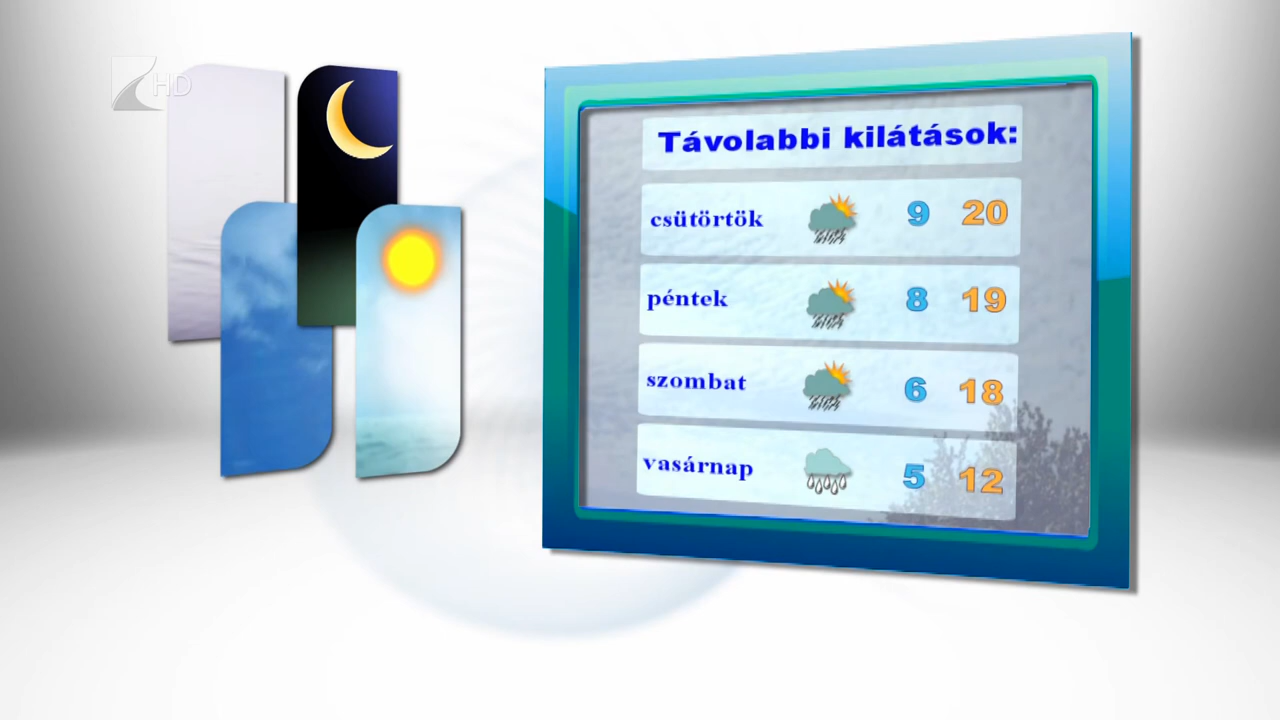 HD
Távolabbi kilátások:
csütörtök 9 20
péntek 8 19
szombat 6 18
vasárnap 5 12